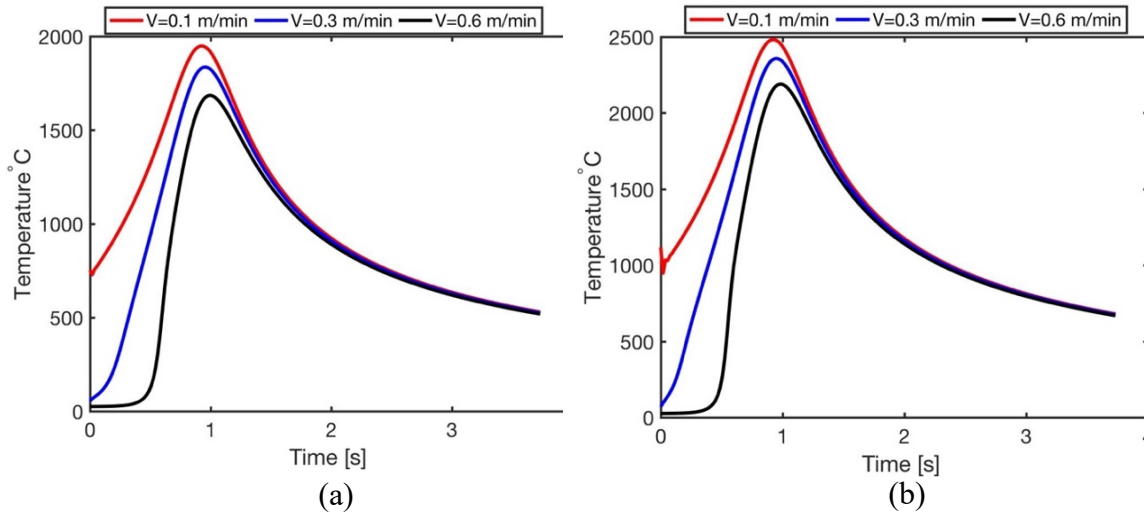 V=0.1 m/min V=0.3 m/min V=0.6 m/min
2000
1500
1000
500
0
Temperature°C
0 1 2 3
Time [s]
(a)
V=0.1 m/min V=0.3 m/min V=0.6 m/min
2500
2000
1500
1000
500
0
Temperature°C
0 1 2 3 4
Time [s]
(b)